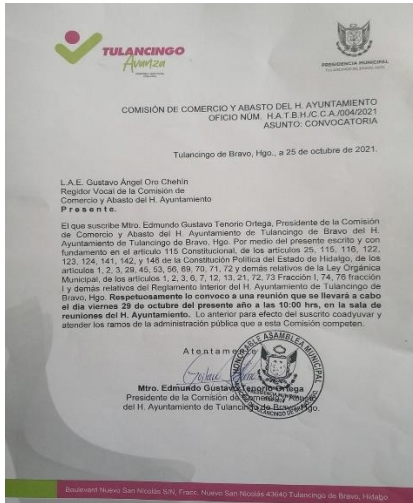 TULANCINGO
Avanza
PRESIDENCIA MUNICIPAL
COMISIÓN DE COMERCIO Y ABASTO DEL H. AYUNTAMIENTO
OFICIO NÚM. H.A.T.B.H./C.C.A./004/2021
ASUNTO: CONVOCATORIA
Tulancingo de Bravo, Hgo., a 25 de octubre de 2021.
L.A.E. Gustavo Ángel Oro Chehin
Regidor Vocal de la Comisión de
Comercio y Abasto del H. Ayuntamiento
P r e s e n t e.
El que suscribe Mtro. Edmundo Gustavo Tenorio Ortega, Presidente de la Comisión
de Comercio y Abasto del H. Ayuntamiento de Tulancingo de Bravo del H.
Ayuntamiento de Tulancingo de Bravo, Hgo. Por medio del presente escrito y con
fundamento en el artículo 115 Constitucional, de los artículos 25, 115, 116, 122,
123, 124, 141, 142, y 148 de la Constitución Política del Estado de Hidalgo, de los
artículos 1, 2, 3, 29, 45, 53, 56, 69, 70, 71, 72 y demás relativos de la Ley Orgánica
Municipal, de los artículos 1, 2, 3, 6, 7, 12, 13, 21, 72, 73 Fracción I, 74, 76 fracción
I y demás relativos del Reglamento Interior del H. Ayuntamiento de Tulancingo de
Bravo, Hgo. Respetuosamente lo convoco a una reunión que se llevará a cabo
el día viernes 29 de octubre del presente año a las 10:00 hrs, en la sala de
reuniones del H. Ayuntamiento. Lo anterior para efecto del suscrito coadyuvar y
atender los ramos de la administración pública que a esta Comisión competen.
A t e n t a m e n t e
HONORABLE ASAMBLEA MUNICIPAL
Mtro. Edmundo Gustavo Tenorio Ortega
Presidente de la Comisión de Comercio y Abasto
del H. Ayuntamiento de Tulancingo de Bravo Hgo.
Boulevard Nuevo San Nicolás S/N, Fracc. Nuevo San Nicolás 43640 Tulancingo de Bravo, Hidalgo